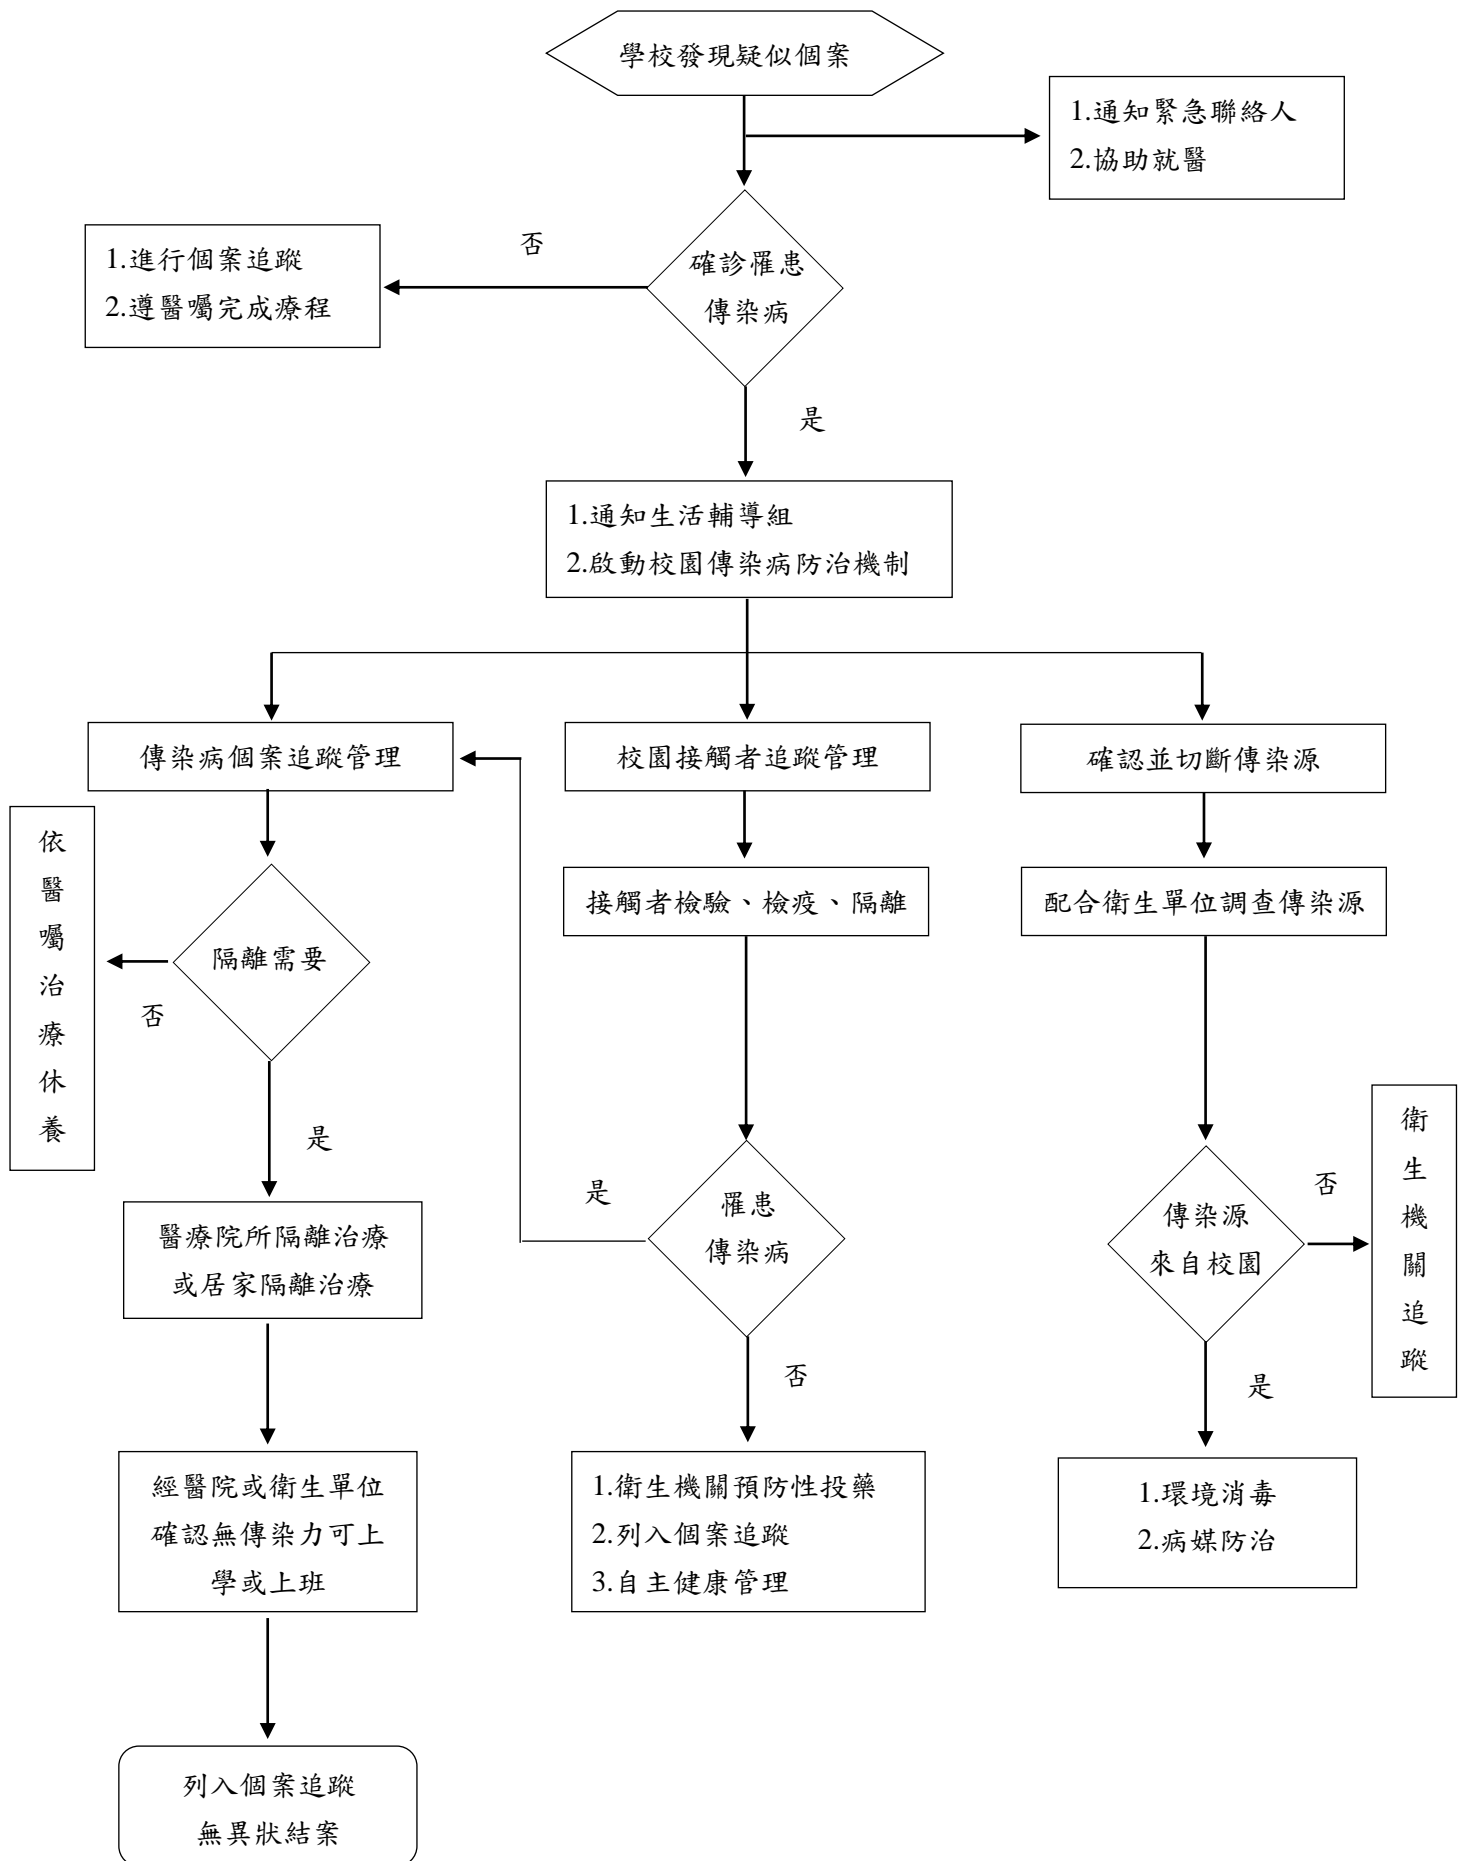 學校發現疑似個案
1.通知緊急聯絡人
2.協助就醫
否
1.進行個案追蹤
2.遵醫囑完成療程
確診罹患
傳染病
是
1.通知生活輔導組
2.啟動校園傳染病防治機制
傳染病個案追蹤管理
校園接觸者追蹤管理
確認並切斷傳染源
依醫囑治療休養
隔離需要
否
是
接觸者檢驗、檢疫、隔離
配合衛生單位調查傳染源
醫療院所隔離治療
或居家隔離治療
是
罹患
傳染病
否
傳染源
來自校園
否
是
衛生機關追蹤
經醫院或衛生單位
確認無傳染力可上
學或上班
1.衛生機關預防性投藥
2.列入個案追蹤
3.自主健康管理
1.環境消毒
2.病媒防治
列入個案追蹤
無異狀結案